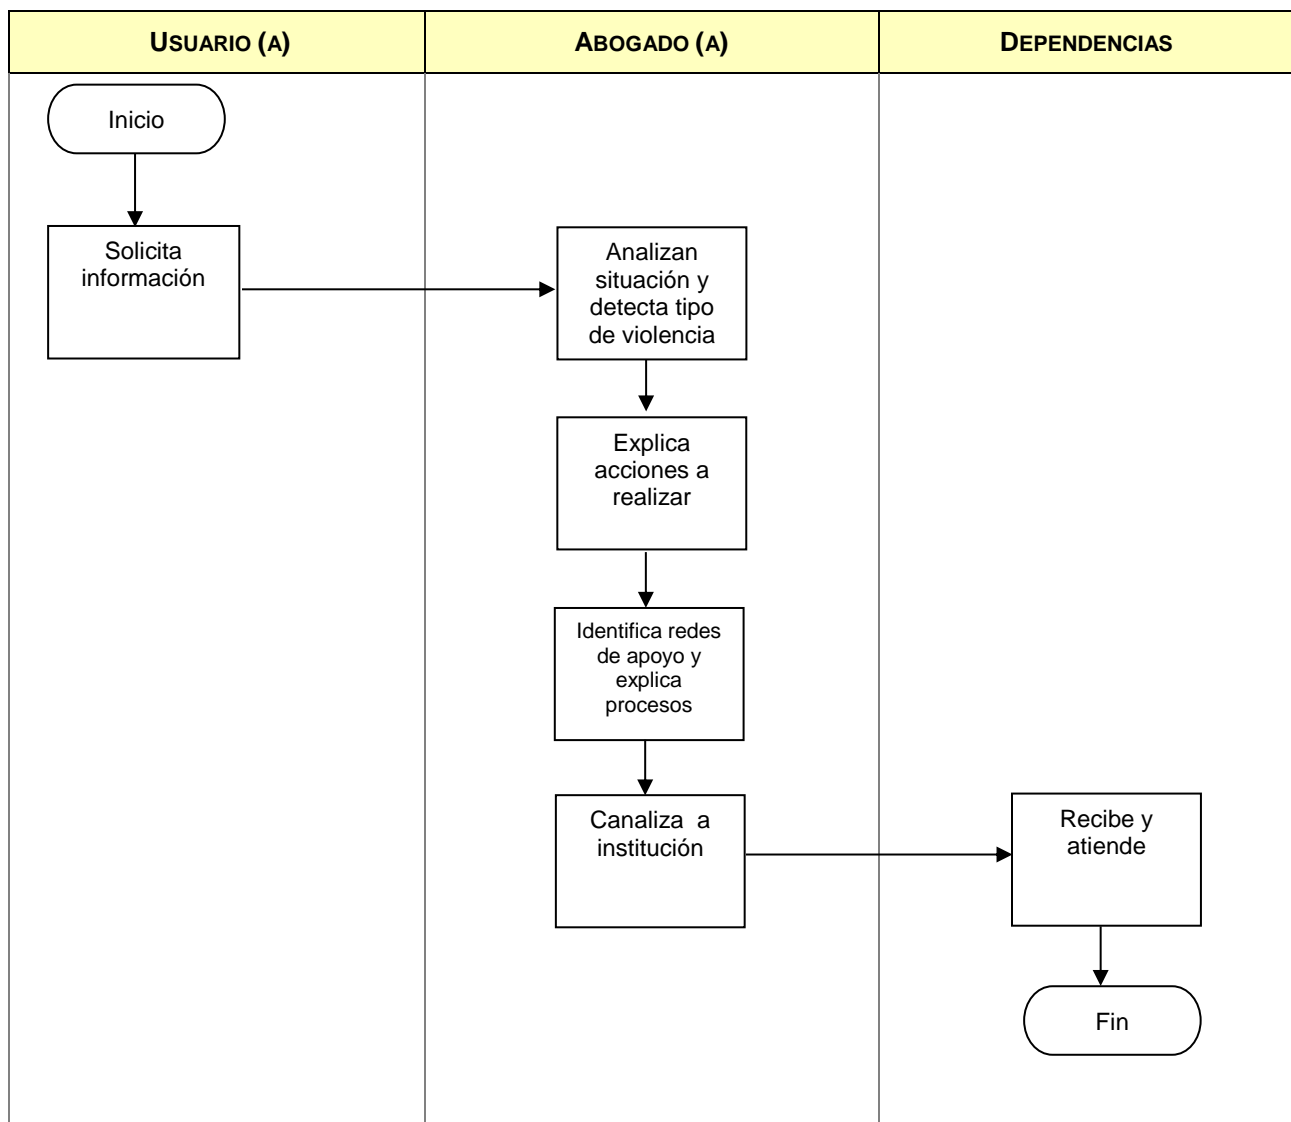 USUARIO (A)
ABOGADO (A)
DEPENDENCIAS
Inicio
Solicita
información
Analizan
situación y
detecta tipo
de violencia
Explica
acciones a
realizar
Identifica redes
de apoyo y
explica
procesos
Canaliza  a
institución
Recibe y
atiende
Fin